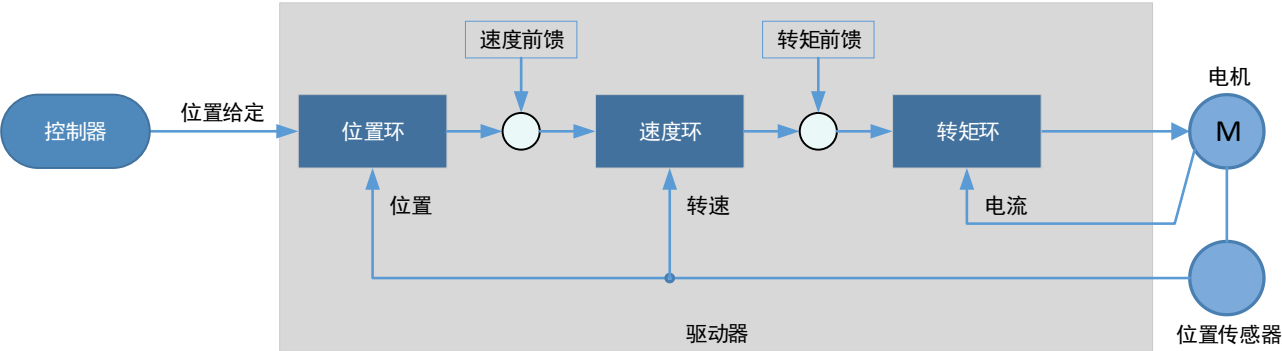 速度前馈
转矩前馈
电机
控制器
位置给定
位置环
速度环
转矩环
M
位置
转速
电流
驱动器
位置传感器